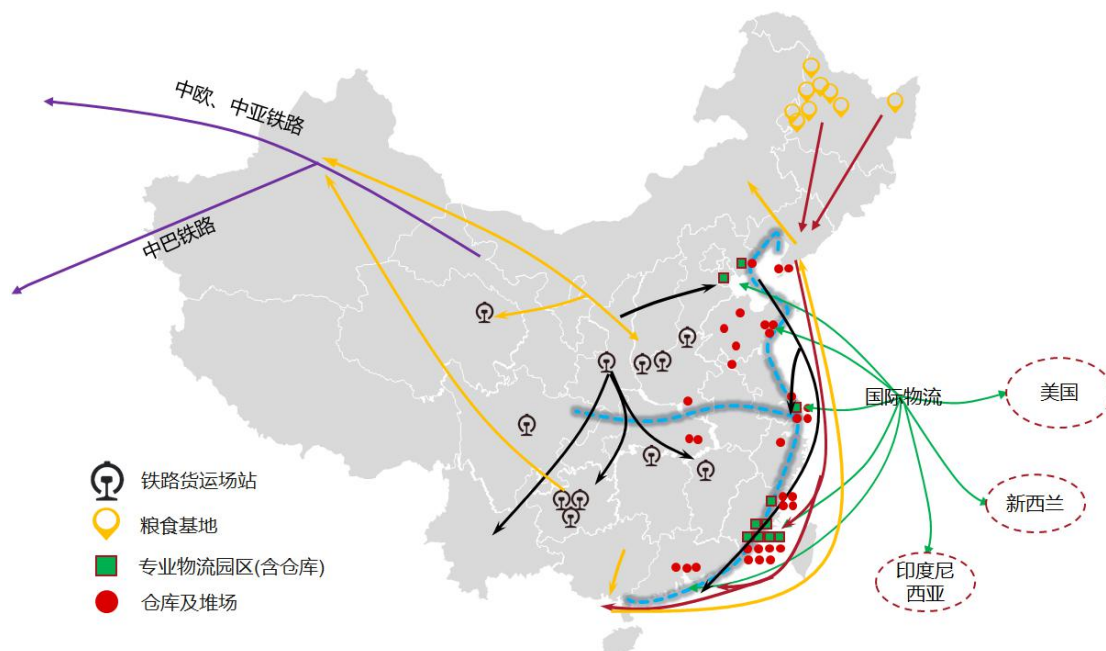 中欧、中亚铁路
中巴铁路
国际物流
美国
新西兰
印度尼
西亚
铁路货运场站
粮食基地
专业物流园区(含仓库)
仓库及堆场